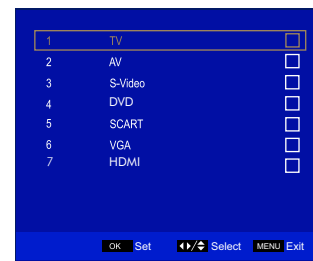 1 TV
2 AV
3 S-Video
4 DVD
5 SCART
6 VGA
7 HDMI
OK Set Select MENU Exit